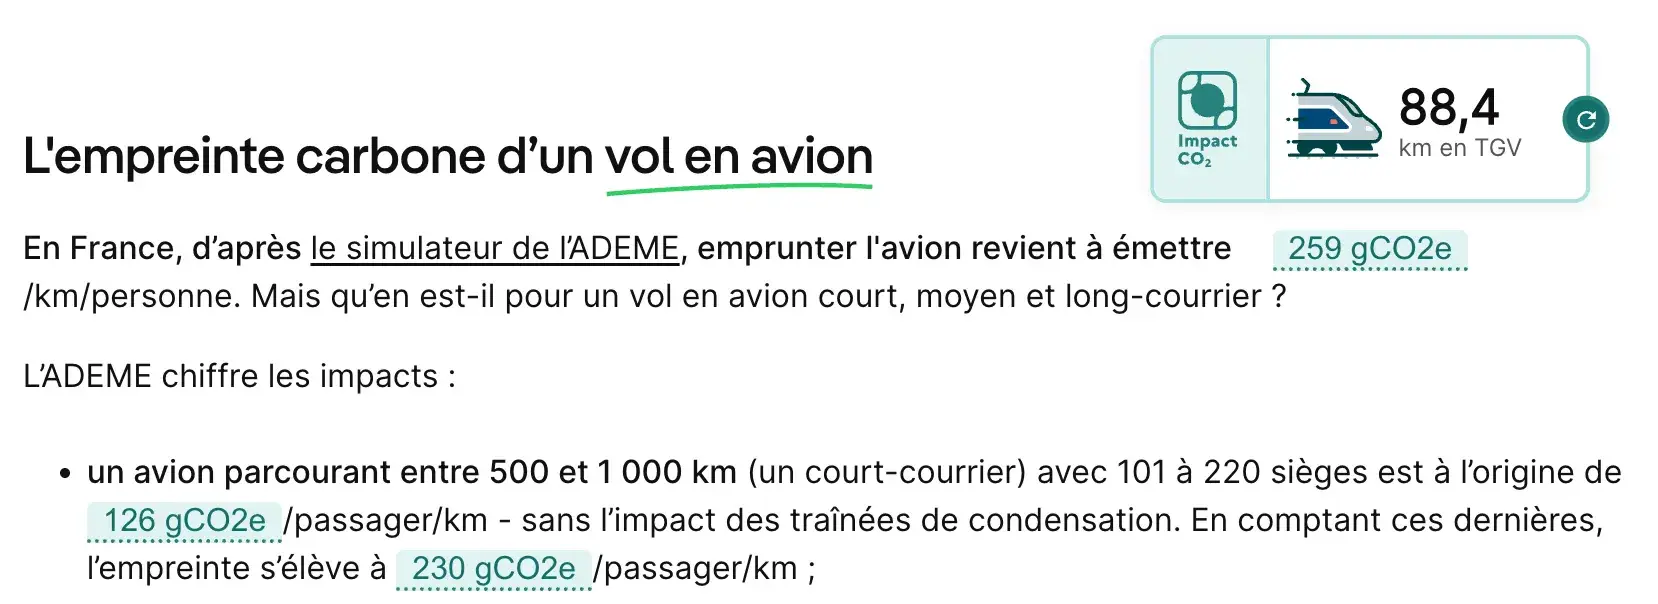 Impact
CO₂
88,4
km en TGV
L'empreinte carbone d’un vol en avion
En France, d’après le simulateur de l’ADEME, emprunter l'avion revient à émettre 259 gCO2e
/km/personne. Mais qu’en est-il pour un vol en avion court, moyen et long-courrier ?
L’ADEME chiffre les impacts :
• un avion parcourant entre 500 et 1 000 km (un court-courrier) avec 101 à 220 sièges est à l’origine de
126 gCO2e /passager/km - sans l’impact des traînées de condensation. En comptant ces dernières,
l’empreinte s’élève à 230 gCO2e /passager/km ;